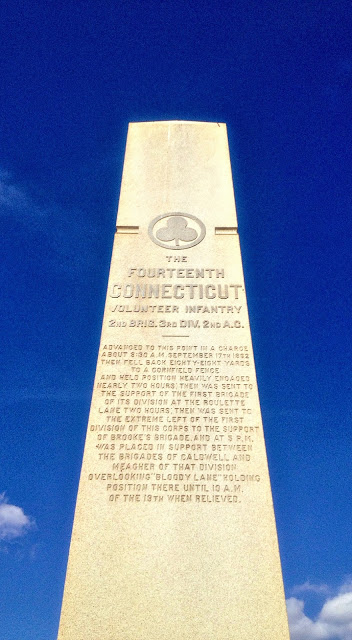 THE
FOURTEENTH
CONNECTICUT
VOLUNTEER INFANTRY
2ND BRIG. 3RD DIV. 2ND A.C.
ADVANCED TO THIS POINT IN A CHARGE
ABOUT 9:30 A.M. SEPTEMBER 17TH 1862
THEN FELL BACK EIGHTY-EIGHT YARDS
TO A CORNFIELD FENCE
AND HELD POSITION HEAVILY ENGAGED
NEARLY TWO HOURS; THEN WAS SENT TO
THE SUPPORT OF THE FIRST BRIGADE
OF ITS DIVISION AT THE ROULETTE
LANE TWO HOURS; THEN WAS SENT TO
THE EXTREME LEFT OF THE FIRST
DIVISION OF THIS CORPS TO THE SUPPORT
OF BROOKE'S BRIGADE, AND AT 5 P.M.
WAS PLACED IN SUPPORT BETWEEN
THE BRIGADES OF CALDWELL AND
MEAGHER OF THAT DIVISION
OVERLOOKING "BLOODY LANE" HOLDING
POSITION THERE UNTIL 10 A.M.
OF THE 19TH WHEN RELIEVED.